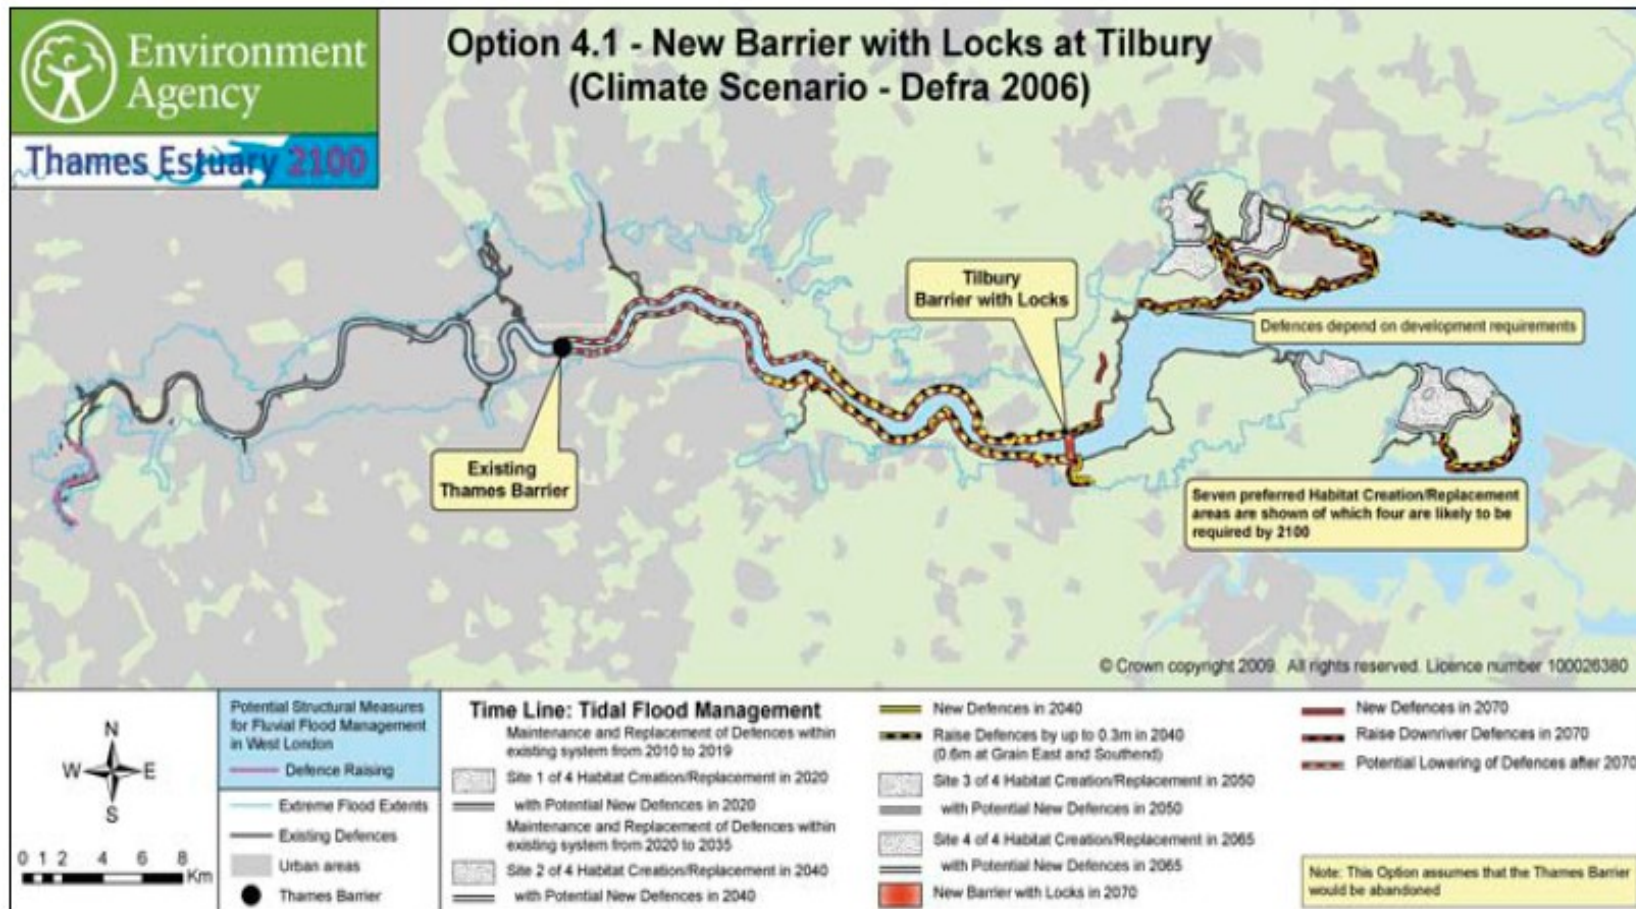 Environment
Agency
Thames Estuary 2100
Option 4.1 - New Barrier with Locks at Tilbury
(Climate Scenario - Defra 2006)
Tilbury
Barrier with Locks
Defences depend on development requirements
Existing
Thames Barrier
Seven preferred Habitat Creation/Replacement
areas are shown of which four are likely to be
required by 2100
© Crown copyright 2009. All rights reserved. Licence number 100026380
N
W E
S
0 1 2 4 6 8
Km
Potential Structural Measures
for Fluvial Flood Management
in West London
Defence Raising
Extreme Flood Extents
Existing Defences
Urban areas
Thames Barrier
Time Line: Tidal Flood Management
Maintenance and Replacement of Defences within
existing system from 2010 to 2019
Site 1 of 4 Habitat Creation/Replacement in 2020
with Potential New Defences in 2020
Maintenance and Replacement of Defences within
existing system from 2020 to 2035
Site 2 of 4 Habitat Creation/Replacement in 2040
with Potential New Defences in 2040
New Defences in 2040
Raise Defences by up to 0.3m in 2040
(0.6m at Grain East and Southend)
Site 3 of 4 Habitat Creation/Replacement in 2050
with Potential New Defences in 2050
Site 4 of 4 Habitat Creation/Replacement in 2065
with Potential New Defences in 2065
New Barrier with Locks in 2070
New Defences in 2070
Raise Downriver Defences in 2070
Potential Lowering of Defences after 2070
Note: This Option assumes that the Thames Barrier
would be abandoned